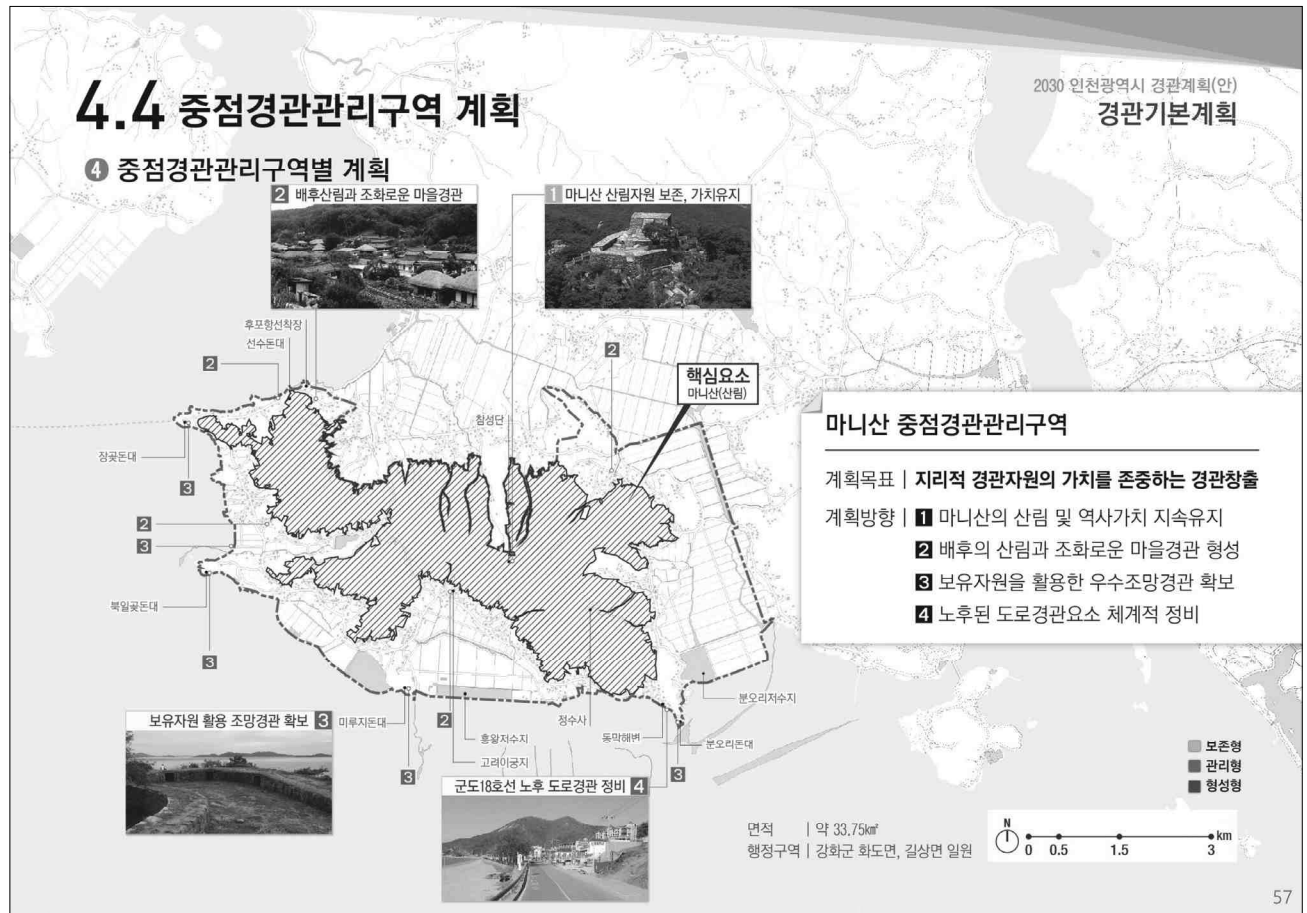 4.4 중점경관관리구역 계획
2030 인천광역시 경관계획(안)
경관기본계획
4 중점경관관리구역별 계획
2 배후산림과 조화로운 마을경관
1 마니산 산림자원 보존, 가치유지
후포항선착장
선수돈대
2
2
핵심요소
마니산(산림)
참성단
장곶돈대
3
2
3
북일곶돈대
3
마니산 중점경관관리구역
계획목표 | 지리적 경관자원의 가치를 존중하는 경관창출
계획방향 | 1 마니산의 산림 및 역사가치 지속유지
2 배후의 산림과 조화로운 마을경관 형성
3 보유자원을 활용한 우수조망경관 확보
4 노후된 도로경관요소 체계적 정비
보유자원 활용 조망경관 확보 3
미루지돈대
2
흥왕저수지
정수사
동막해변
분오리돈대
분오리저수지
고려이궁지
3
3
군도18호선 노후 도로경관 정비 4
보존형
관리형
형성형
면적 | 약 33.75㎢
행정구역 | 강화군 화도면, 길상면 일원
N
km
0 0.5 1.5 3
57